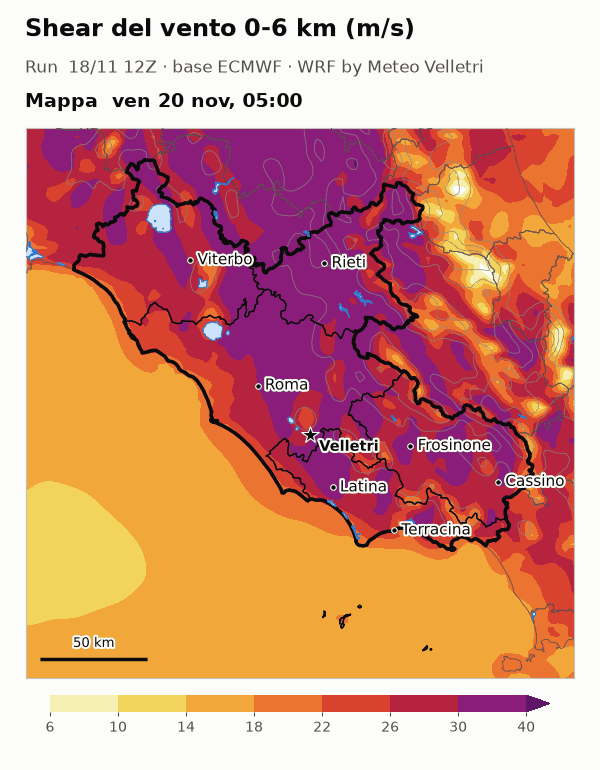 Shear del vento 0-6 km (m/s)
Run 18/11 12Z · base ECMWF · WRF by Meteo Velletri
Mappa ven 20 nov, 05:00
Viterbo
Rieti
Roma
Velletri
Frosinone
Latina
Cassino
Terracina
50 km
6 10 14 18 22 26 30 40